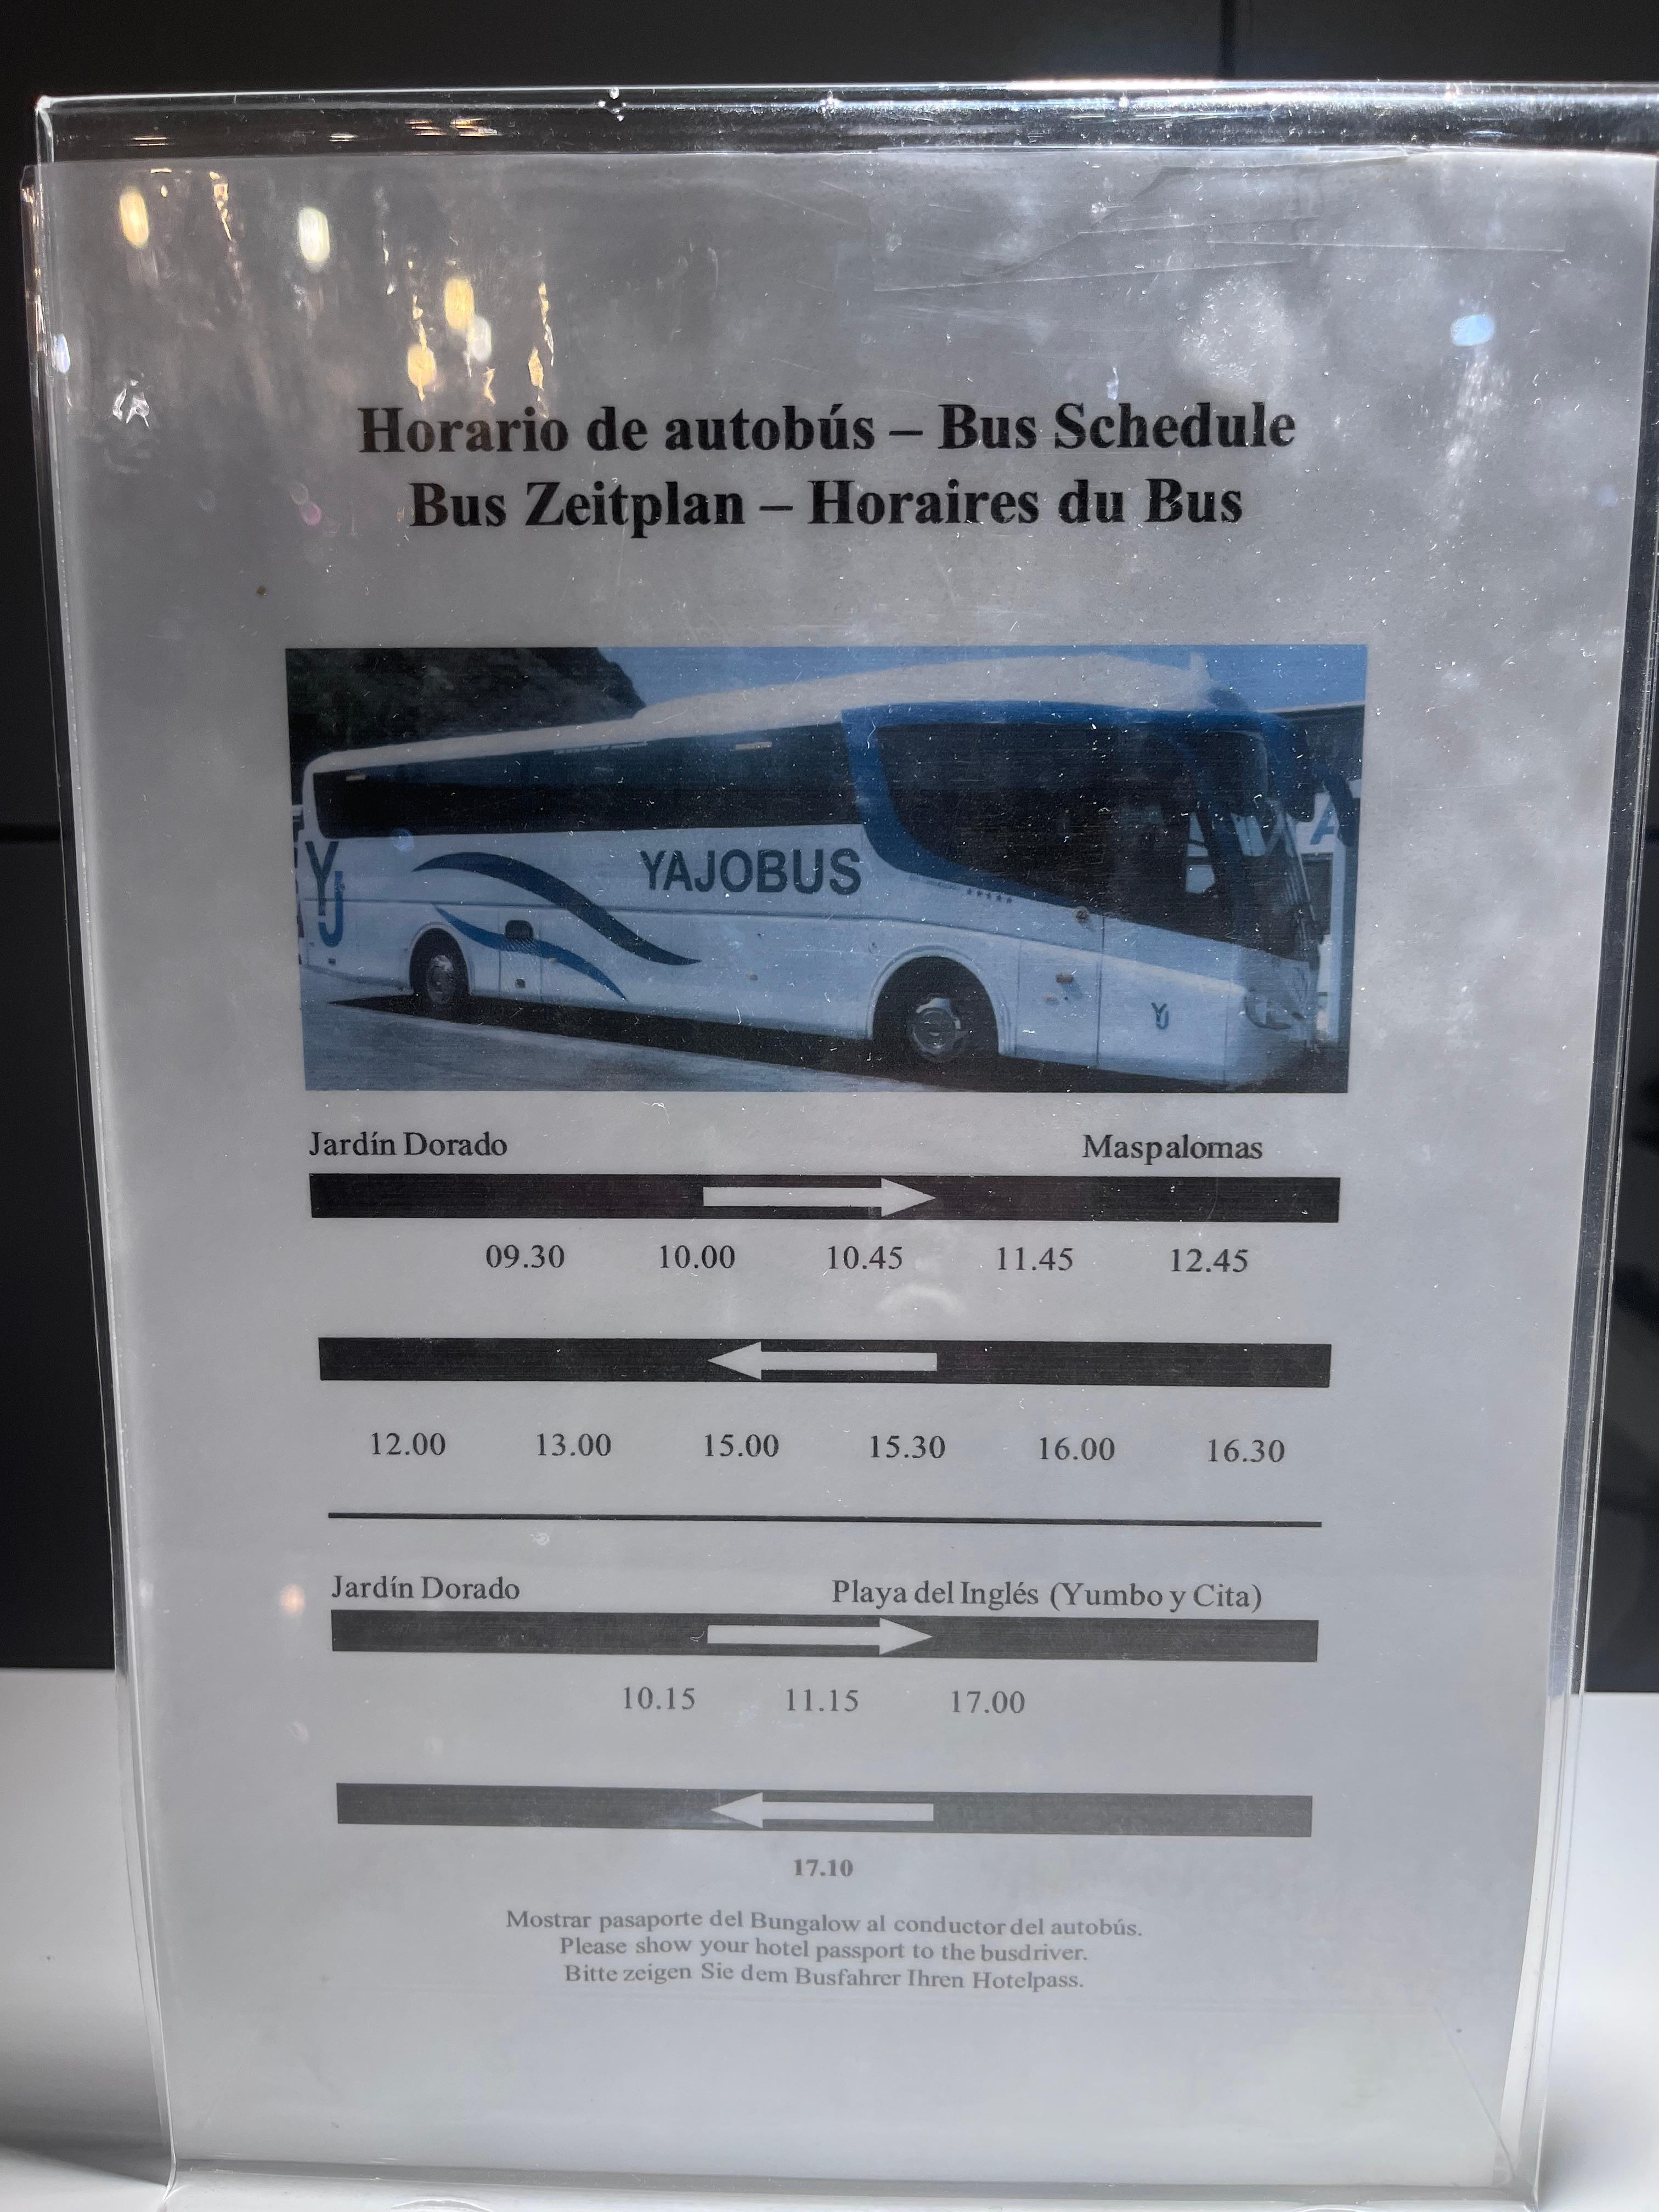 Horario de autobús – Bus Schedule
Bus Zeitplan – Horaires du Bus
YAJOBUS
YJ
YJ
Jardín Dorado Maspalomas
09.30 10.00 10.45 11.45 12.45
12.00 13.00 15.00 15.30 16.00 16.30
Jardín Dorado Playa del Inglés (Yumbo y Cita)
10.15 11.15 17.00
17.10
Mostrar pasaporte del Bungalow al conductor del autobús.
Please show your hotel passport to the busdriver.
Bitte zeigen Sie dem Busfahrer Ihren Hotelpass.